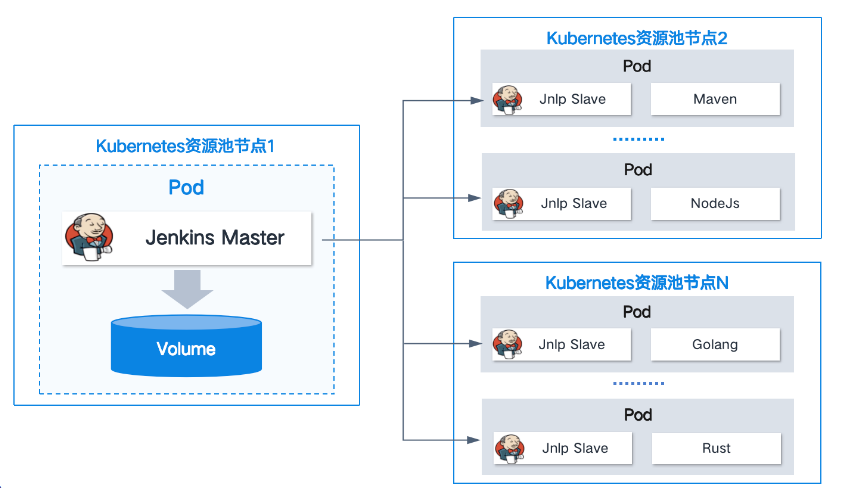 Kubernetes资源池节点1
Pod
Jenkins Master
Volume
Kubernetes资源池节点2
Pod
Jnlp Slave
Maven
Pod
Jnlp Slave
NodeJs
Kubernetes资源池节点N
Pod
Jnlp Slave
Golang
Pod
Jnlp Slave
Rust